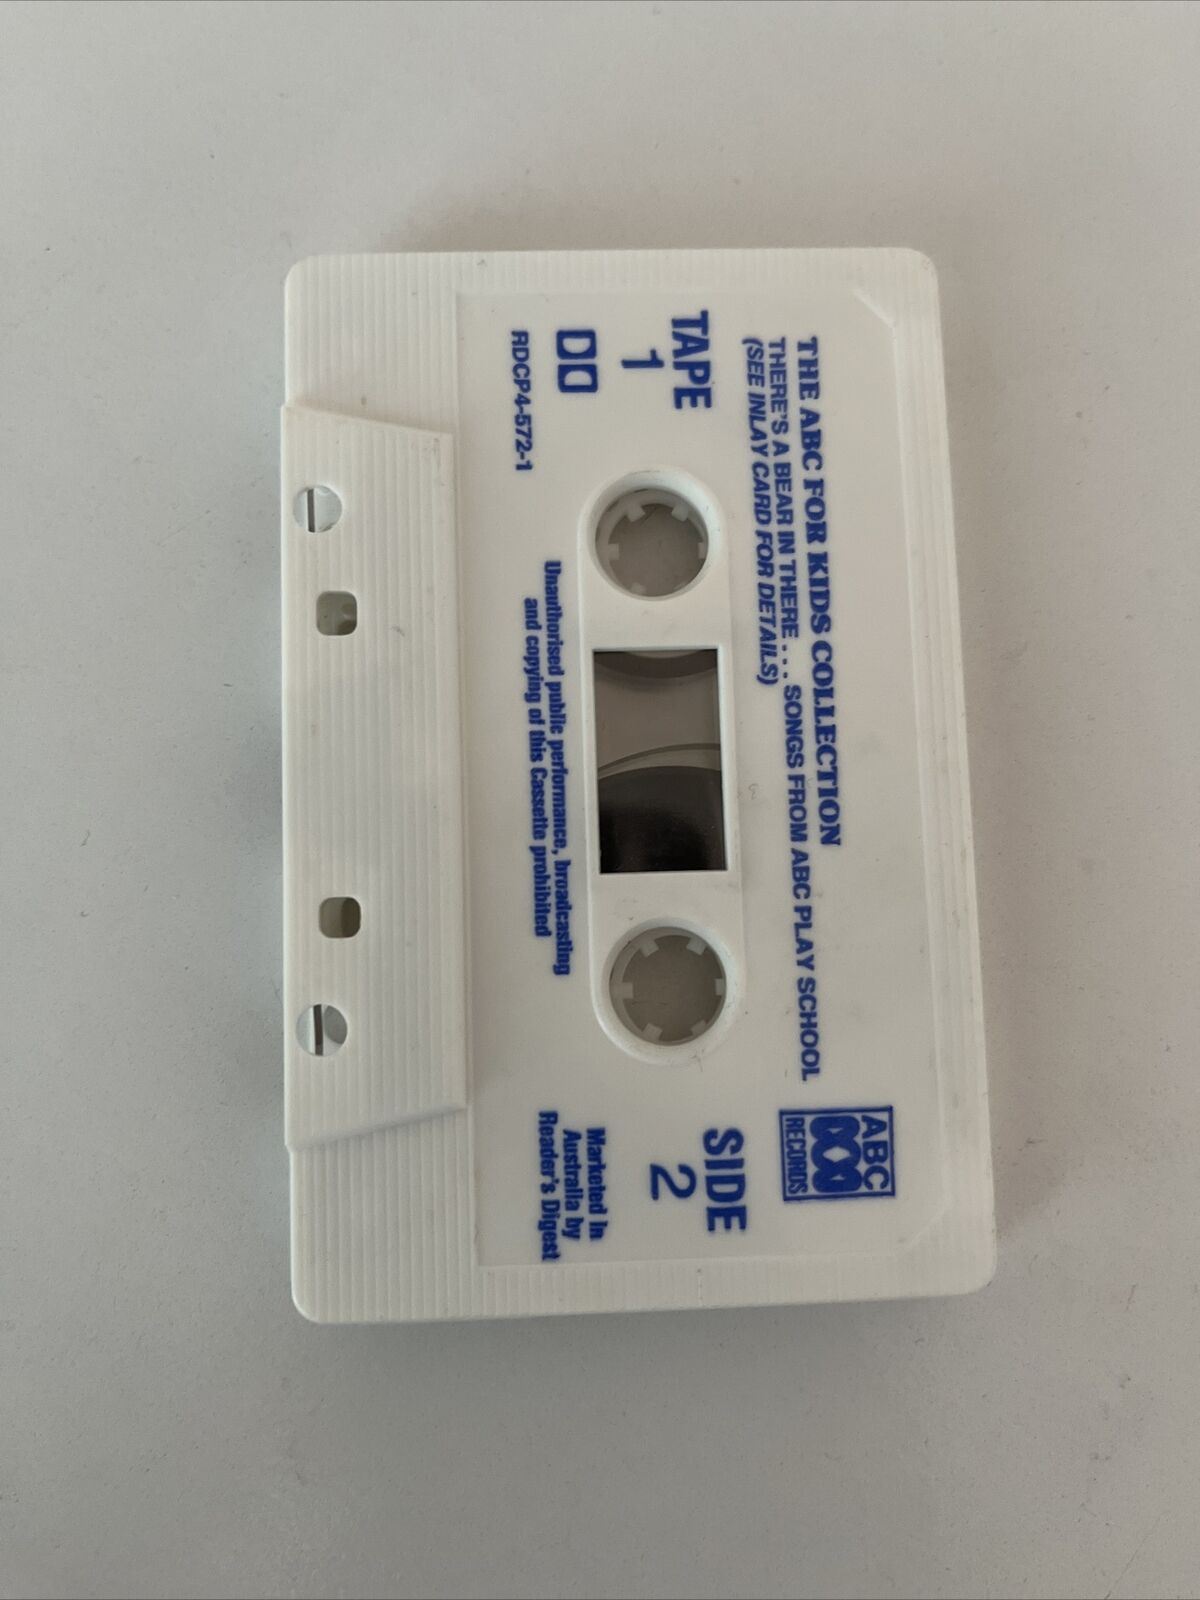 THE ABC FOR KIDS COLLECTION
THERE'S A BEAR IN THERE... SONGS FROM ABC PLAY SCHOOL
(SEE INLAY CARD FOR DETAILS)
ABC
RECORDS
TAPE
1
SIDE
2
RDCP4-572-1
Unauthorised public performance, broadcasting
and copying of this Cassette prohibited
Marketed in
Australia by
Reader's Digest